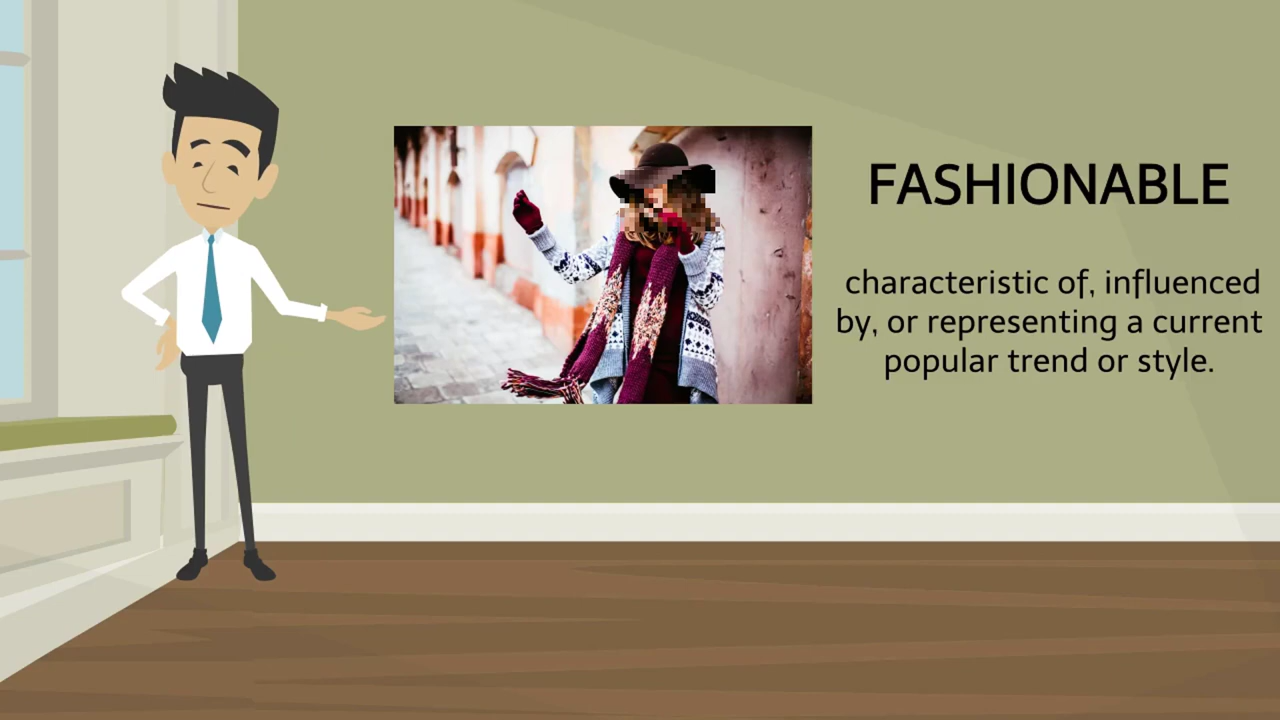 FASHIONABLE
characteristic of, influenced
by, or representing a current
popular trend or style.